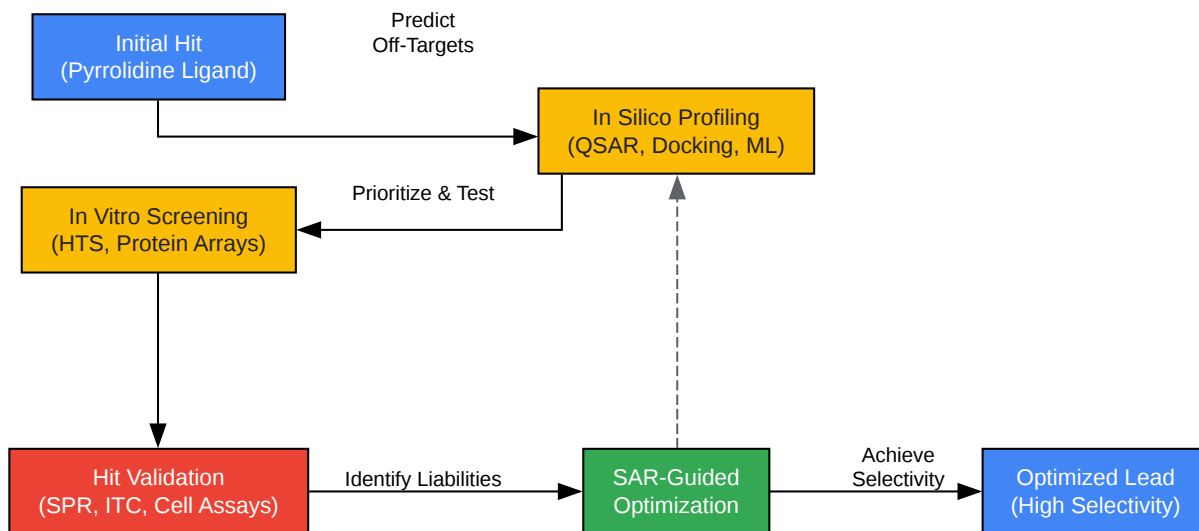 Initial Hit
(Pyrrolidine Ligand)
Predict
Off-Targets
In Silico Profiling
(QSAR, Docking, ML)
Prioritize & Test
In Vitro Screening
(HTS, Protein Arrays)
Hit Validation
(SPR, ITC, Cell Assays)
Identify Liabilities
SAR-Guided
Optimization
Achieve
Selectivity
Optimized Lead
(High Selectivity)